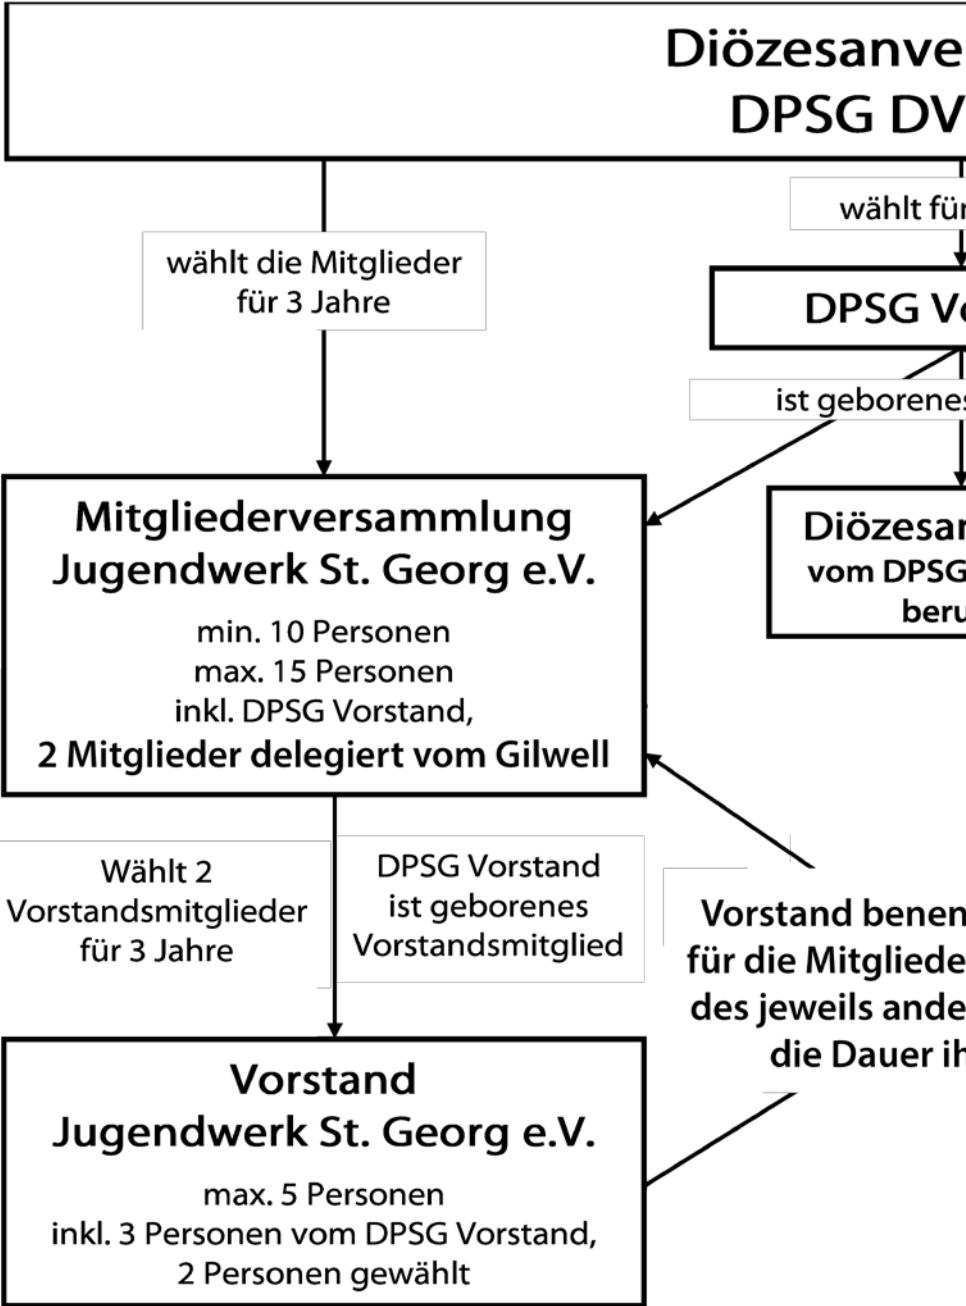 Diözesanve
DPSG DV
wählt die Mitglieder
für 3 Jahre
wählt für
DPSG Vo
ist geborenes
Mitgliederversammlung
Jugendwerk St. Georg e.V.
min. 10 Personen
max. 15 Personen
inkl. DPSG Vorstand,
2 Mitglieder delegiert vom Gilwell
Diözesan
vom DPSG
beru
Wählt 2
Vorstandsmitglieder
für 3 Jahre
DPSG Vorstand
ist geborenes
Vorstandsmitglied
Vorstand benen
für die Mitgliede
des jeweils ande
die Dauer ih
Vorstand
Jugendwerk St. Georg e.V.
max. 5 Personen
inkl. 3 Personen vom DPSG Vorstand,
2 Personen gewählt